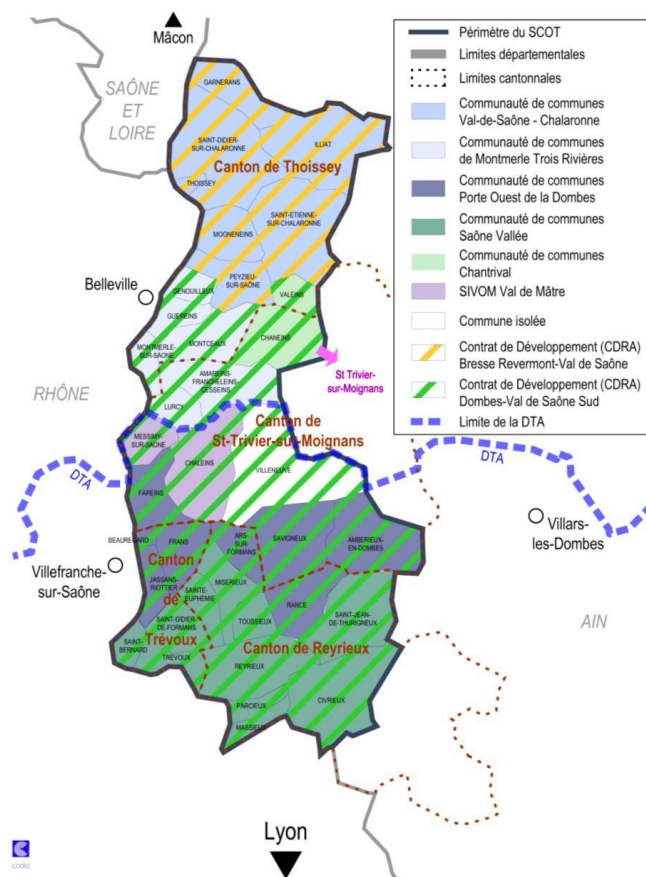 Mâcon
SAÔNE
ET
LOIRE
GARNERANS
SAINT-DIDIER-
SUR-CHALARONNE
ILLIAT
Canton de Thoissey
THOISSEY
SAINT-ETIENNE-
SUR-CHALARONNE
MOGNENEINS
PEYZIEU-
SUR-SAÔNE
Belleville
GENOUILLEUX
VALEINS
GUEREINS
MONTMERLE-
SUR-SAONE
MONTCEAUX
CHANEINS
AMAREINS-
FRANCHELEINS-
CESSEINS
St Trivier
sur-Moignans
RHÔNE
LURCY
Canton de
St-Trivier-sur-Moignans
MESSIMY-
SUR-SAONE
CHALEINS
VILLENEUVE
DTA
DTA
FAREINS
BEAUREGARD
FRANS
ARS-
SUR-
FORMANS
SAVIGNEUX
AMBERIEUX-
EN-DOMBES
Villars-
les-Dombes
Villefranche-
sur-Saône
Canton
de
Trévoux
JASSANS-
RIOTTIER
MISERIEUX
SAINTE-
EUPHEMIE
RANCE
SAINT-JEAN-
DE-THURIGNEUX
TOUSSIEUX
SAINT-DIDIER-
DE-FORMANS
AIN
SAINT-
BERNARD
TRÉVOUX
Canton de Reyrieux
REYRIEUX
PARCIEUX
CIVRIEUX
MASSIEUX
Lyon
codra
Périmètre du SCOT
Limites départementales
Limites cantonnales
Communauté de communes
Val-de-Saône - Chalaronne
Communauté de communes
de Montmerle Trois Rivières
Communauté de communes
Porte Ouest de la Dombes
Communauté de communes
Saône Vallée
Communauté de communes
Chantrival
SIVOM Val de Mâtre
Commune isolée
Contrat de Développement (CDRA)
Bresse Revermont-Val de Saône
Contrat de Développement (CDRA)
Dombes-Val de Saône Sud
Limite de la DTA